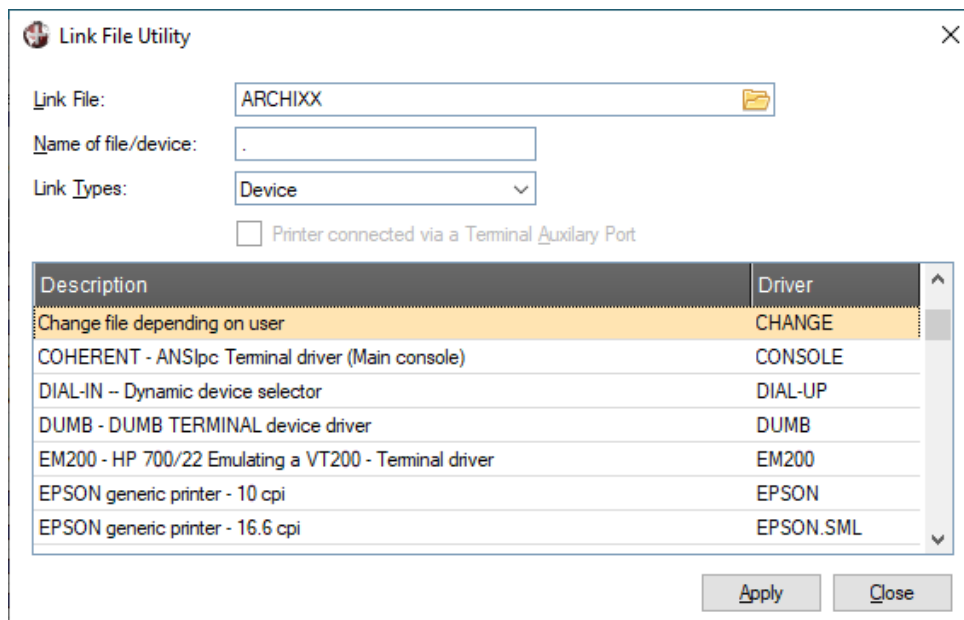 Link File Utility
Link File: ARCHIXX
Name of file/device: .
Link Types: Device
Printer connected via a Terminal Auxilary Port
Description Driver
Change file depending on user CHANGE
COHERENT - ANSIpc Terminal driver (Main console) CONSOLE
DIAL-IN -- Dynamic device selector DIAL-UP
DUMB - DUMB TERMINAL device driver DUMB
EM200 - HP 700/22 Emulating a VT200 - Terminal driver EM200
EPSON generic printer - 10 cpi EPSON
EPSON generic printer - 16.6 cpi EPSON.SML
Apply Close